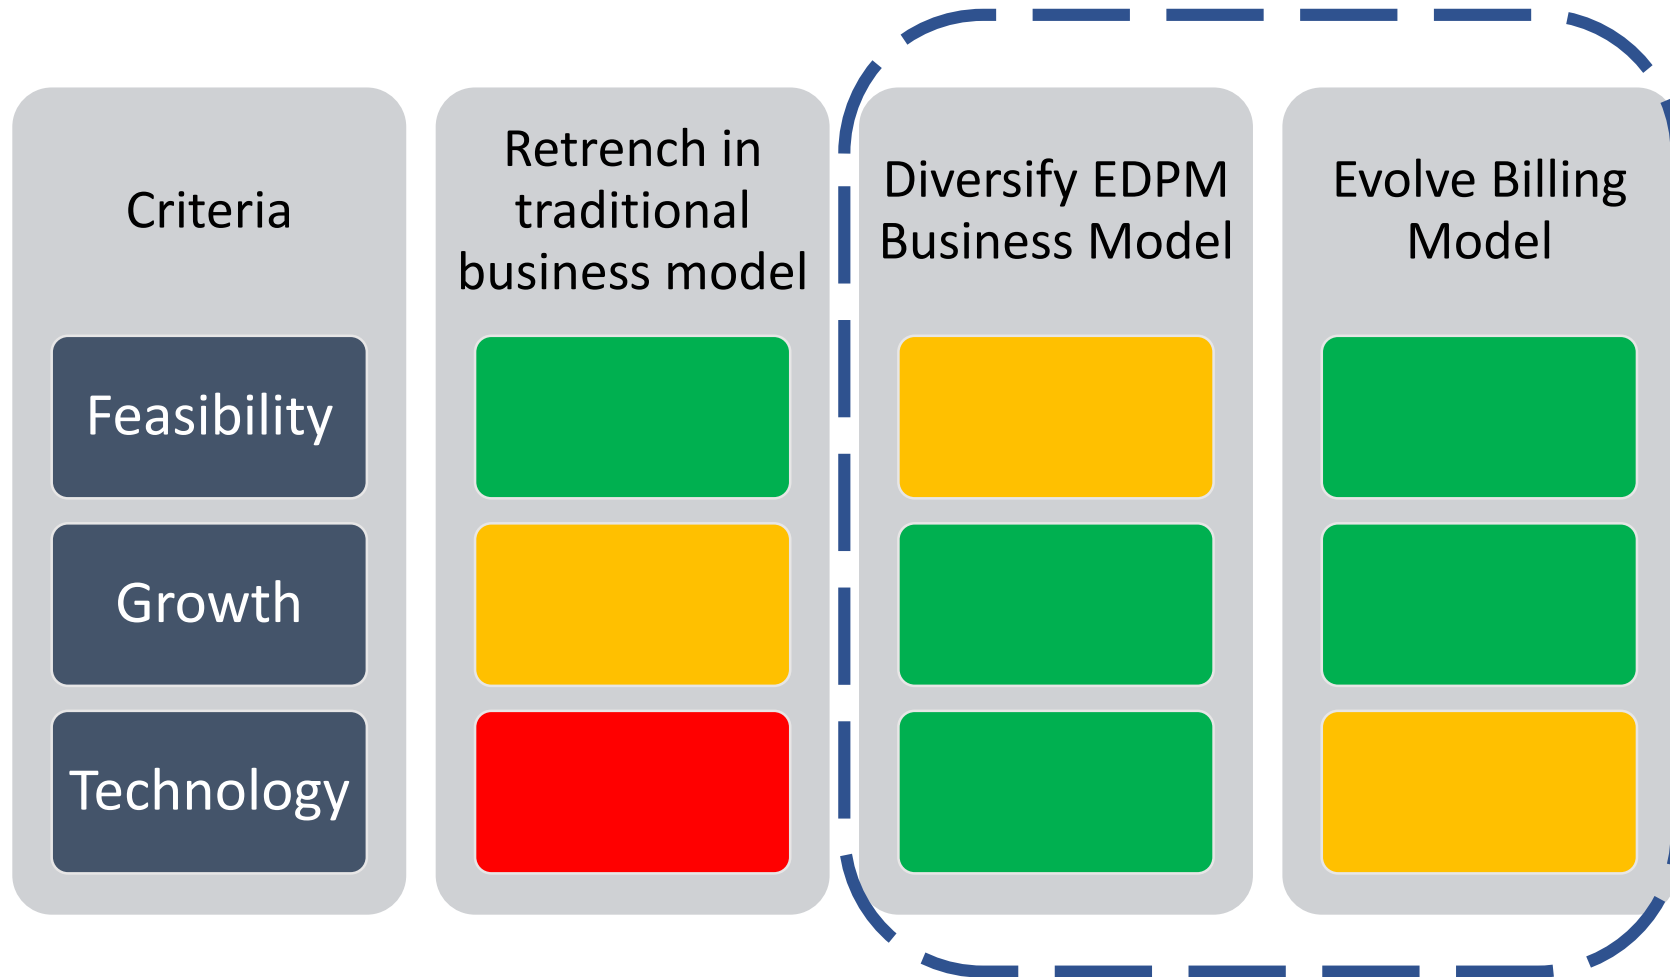 Criteria
Retrench in
traditional
business model
Diversify EDPM
Business Model
Evolve Billing
Model
Feasibility
Growth
Technology